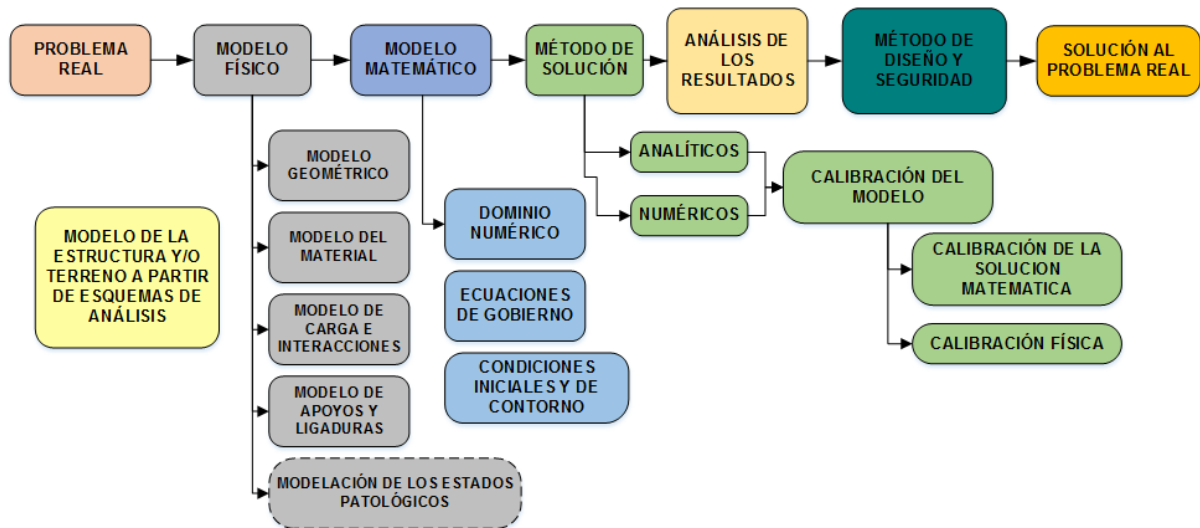 PROBLEMA
REAL
MODELO
FÍSICO
MODELO
MATEMÁTICO
MÉTODO DE
SOLUCIÓN
ANÁLISIS DE
LOS
RESULTADOS
MÉTODO DE
DISEÑO Y
SEGURIDAD
SOLUCIÓN AL
PROBLEMA REAL
MODELO
GEOMÉTRICO
MODELO DEL
MATERIAL
MODELO DE
CARGA E
INTERACCIONES
MODELO DE
APOYOS Y
LIGADURAS
MODELACIÓN DE LOS ESTADOS
PATOLÓGICOS
MODELO DE LA
ESTRUCTURA Y/O
TERRENO A PARTIR
DE ESQUEMAS DE
ANÁLISIS
DOMINIO
NUMÉRICO
ECUACIONES
DE GOBIERNO
CONDICIONES
INICIALES Y DE
CONTORNO
ANALÍTICOS
NUMÉRICOS
CALIBRACIÓN DEL
MODELO
CALIBRACIÓN DE LA
SOLUCION
MATEMATICA
CALIBRACIÓN FÍSICA